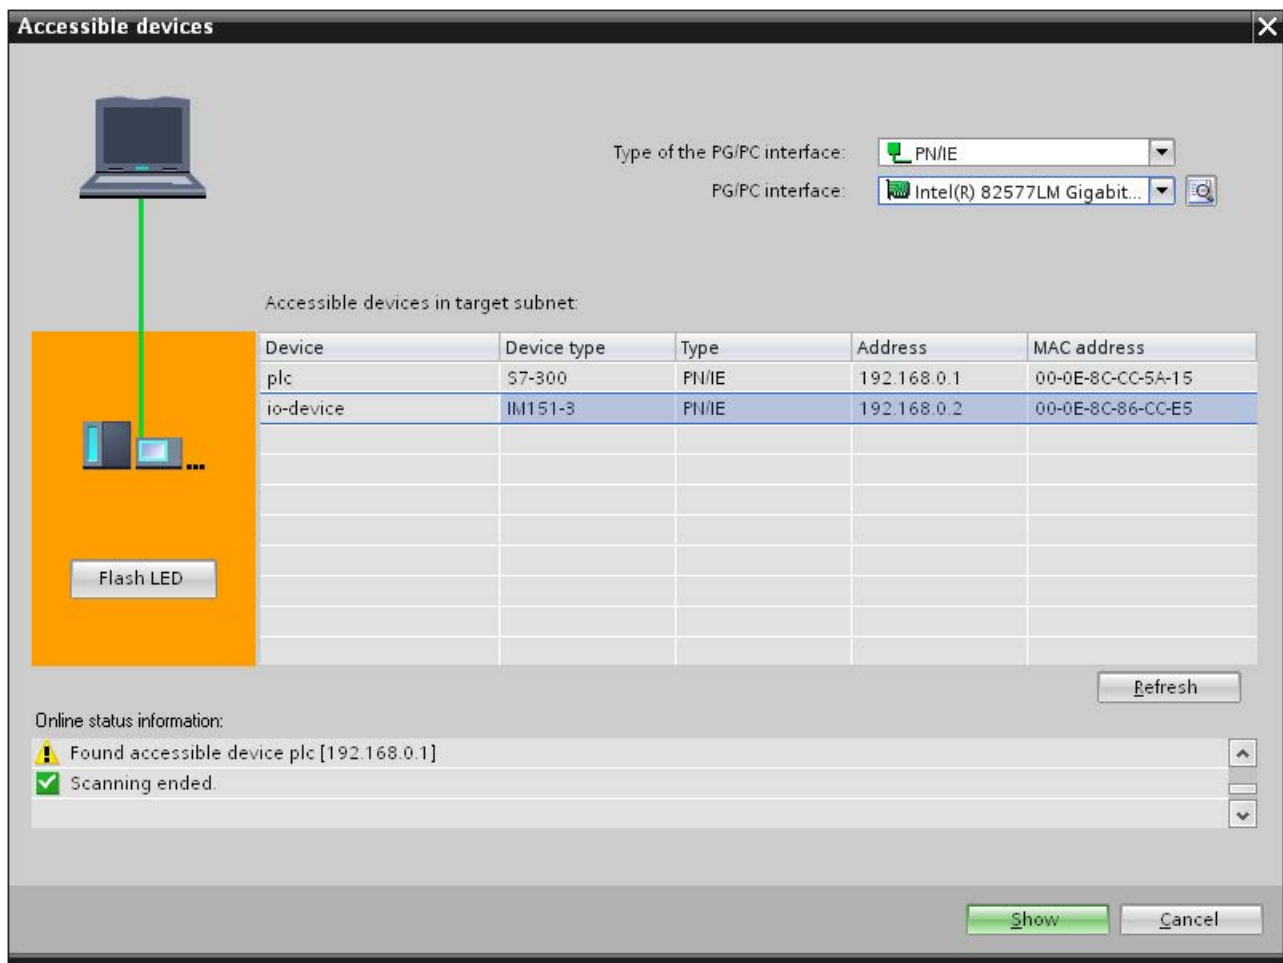 Accessible devices
Type of the PG/PC interface: PN/IE
PG/PC interface: Intel(R) 82577LM Gigabit...
Accessible devices in target subnet:
Device Device type Type Address MAC address
plc S7-300 PN/IE 192.168.0.1 00-0E-8C-CC-5A-15
io-device IM151-3 PN/IE 192.168.0.2 00-0E-8C-86-CC-E5
...
Flash LED
Refresh
Online status information:
Found accessible device plc [192.168.0.1]
Scanning ended.
Show Cancel